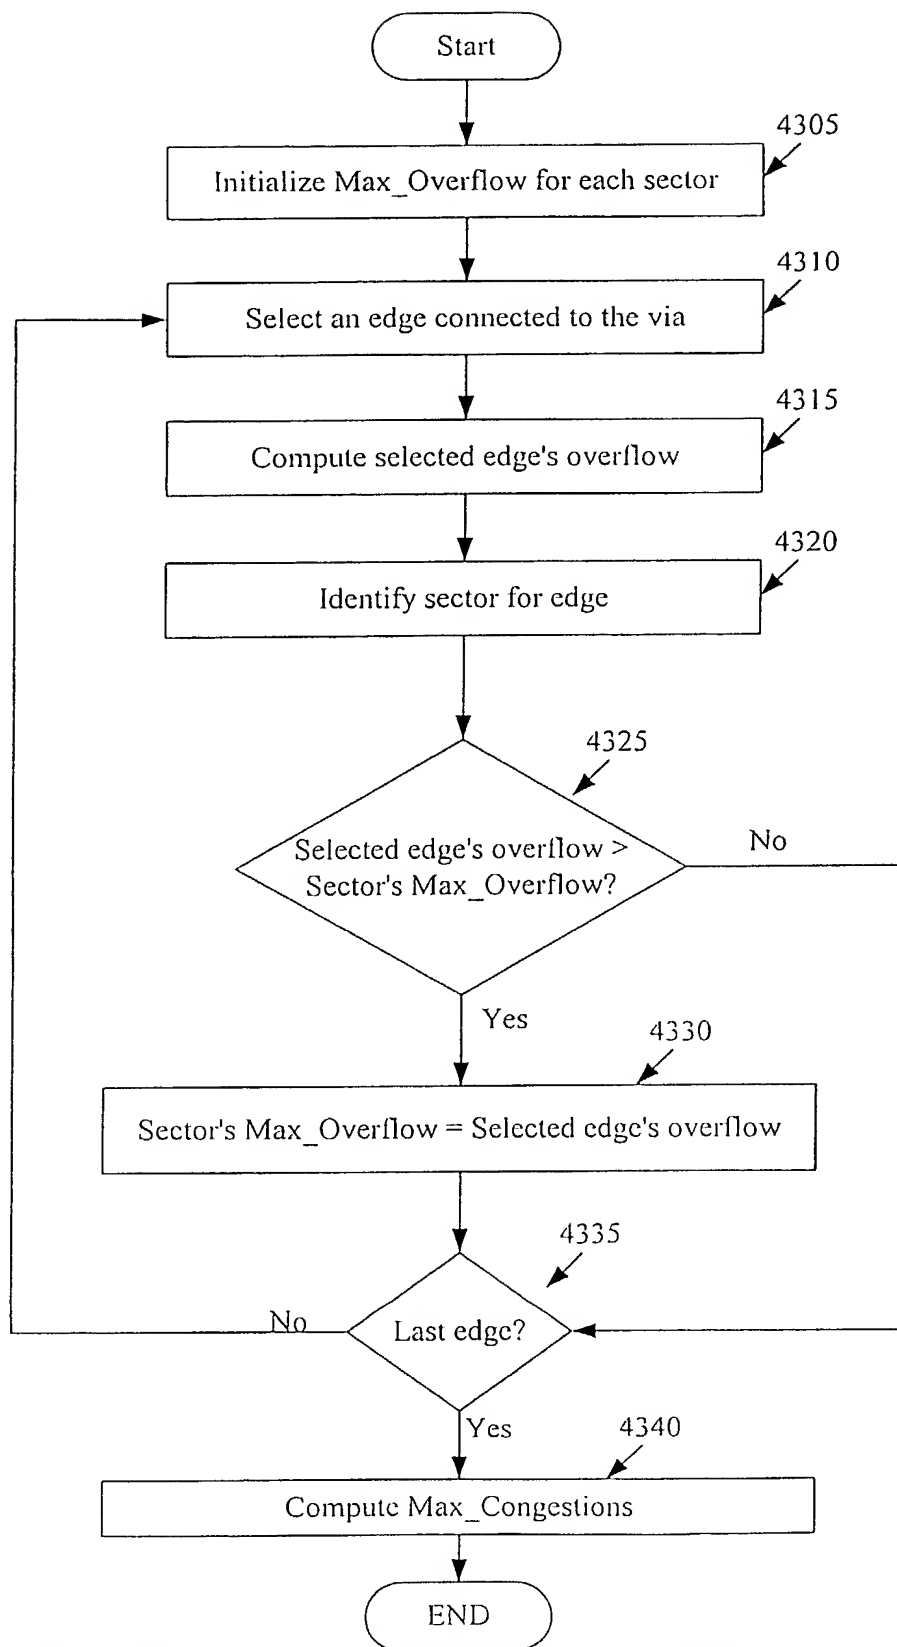 Start
4305
Initialize Max_Overflow for each sector
4310
Select an edge connected to the via
4315
Compute selected edge's overflow
4320
Identify sector for edge
4325
Selected edge's overflow >
Sector's Max_Overflow?
No
Yes
4330
Sector's Max_Overflow = Selected edge's overflow
4335
Last edge?
No
Yes
4340
Compute Max_Congestions
END